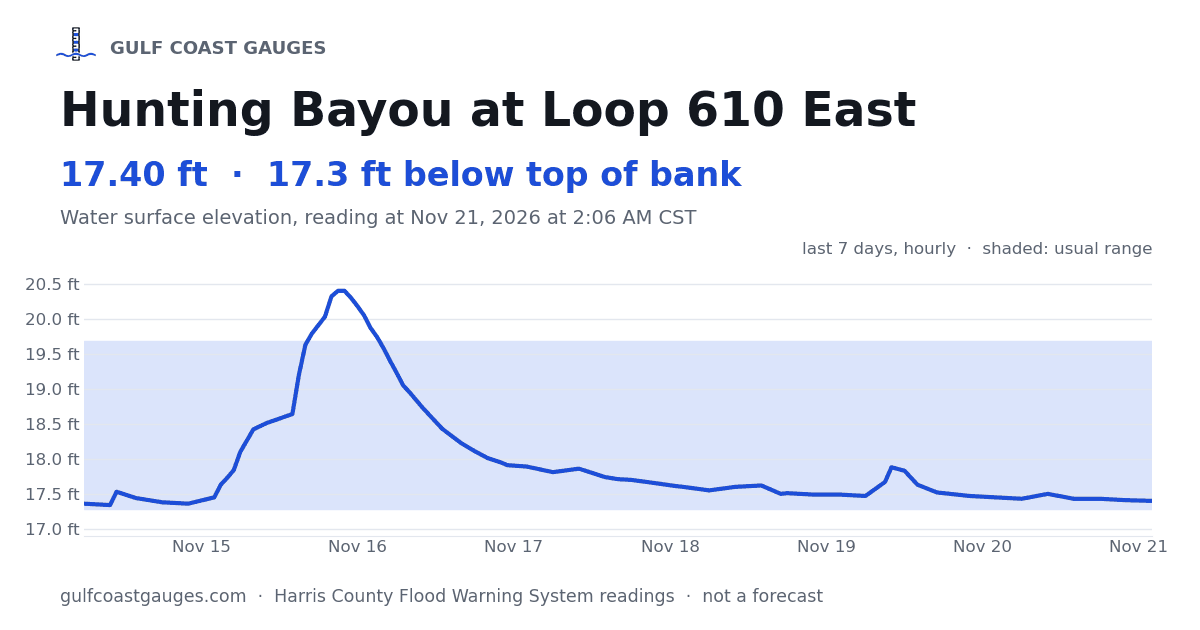 GULF COAST GAUGES
Hunting Bayou at Loop 610 East
17.40 ft · 17.3 ft below top of bank
Water surface elevation, reading at Nov 21, 2026 at 2:06 AM CST
last 7 days, hourly · shaded: usual range
20.5 ft
20.0 ft
19.5 ft
19.0 ft
18.5 ft
18.0 ft
17.5 ft
17.0 ft
Nov 15 Nov 16 Nov 17 Nov 18 Nov 19 Nov 20 Nov 21
gulfcoastgauges.com · Harris County Flood Warning System readings · not a forecast